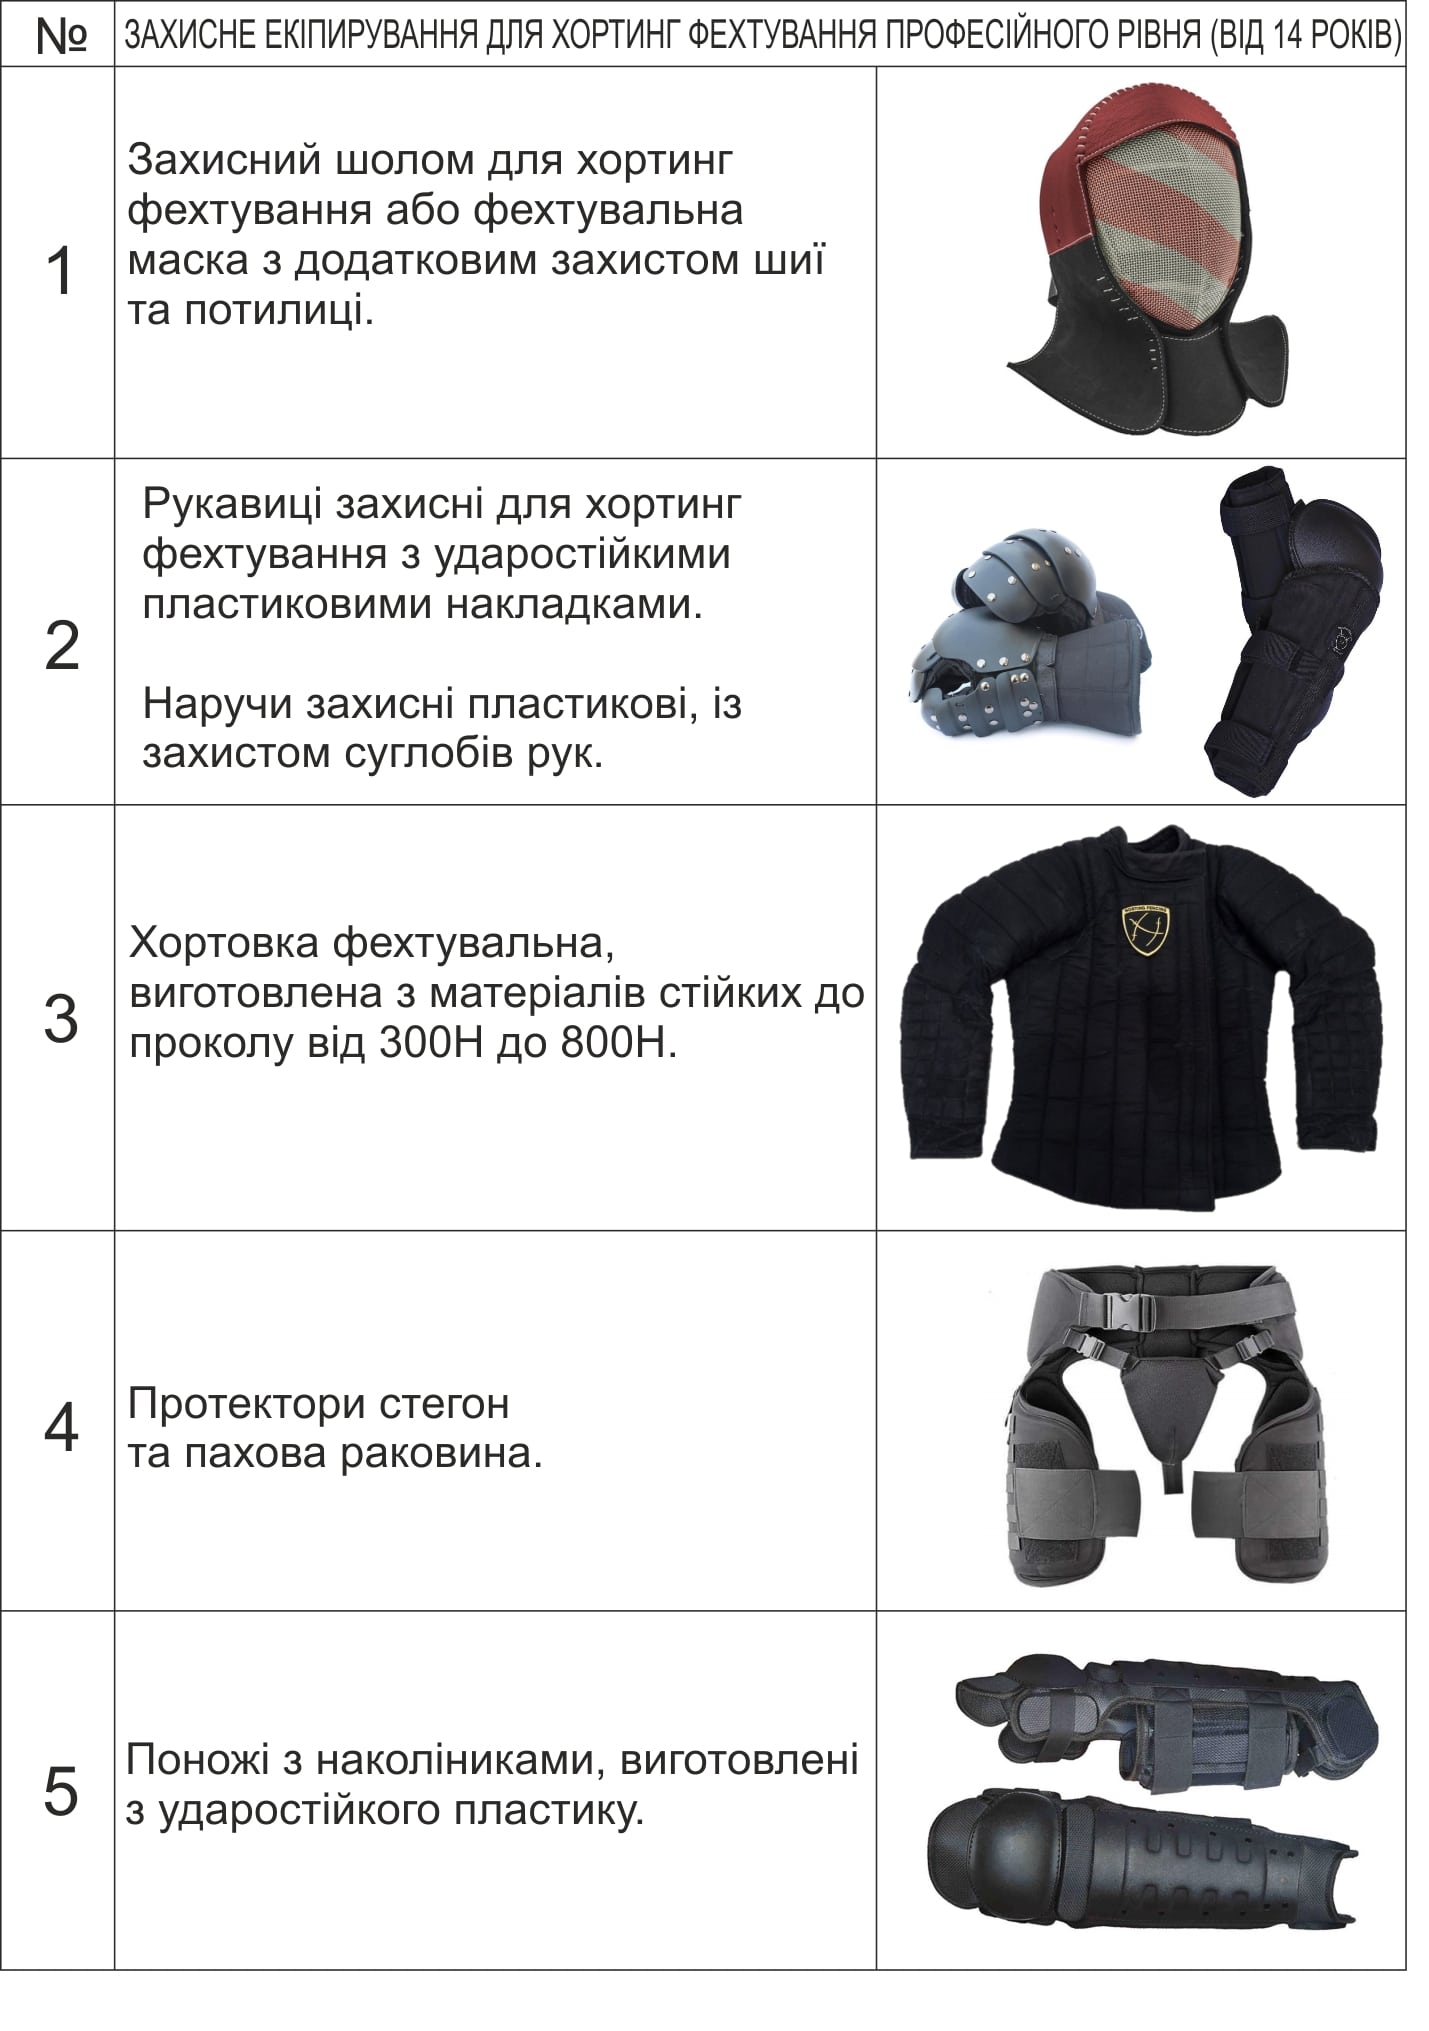 № ЗАХИСНЕ ЕКІПИРУВАННЯ ДЛЯ ХОРТИНГ ФЕХТУВАННЯ ПРОФЕСІЙНОГО РІВНЯ (ВІД 14 РОКІВ)
1
Захисний шолом для хортинг
фехтування або фехтувальна
маска з додатковим захистом шиї
та потилиці.
2
Рукавиці захисні для хортинг
фехтування з ударостійкими
пластиковими накладками.
Наручи захисні пластикові, із
захистом суглобів рук.
3
Хортовка фехтувальна,
виготовлена з матеріалів стійких до
проколу від 300Н до 800Н.
HORTING FENCING
4
Протектори стегон
та пахова раковина.
5
Поножі з наколіниками, виготовлені
з ударостійкого пластику.